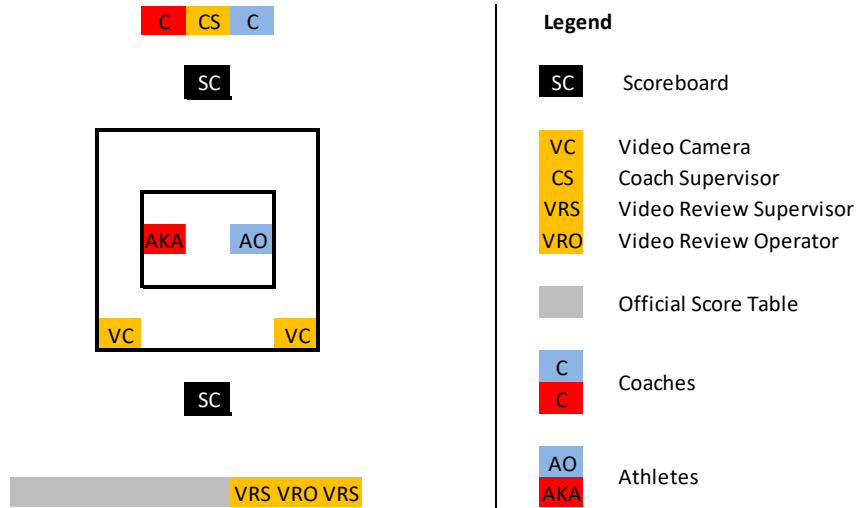 C CS C
SC
AKA AO
VC VC
SC
VRS VRO VRS
Legend
SC Scoreboard
VC Video Camera
CS Coach Supervisor
VRS Video Review Supervisor
VRO Video Review Operator
Official Score Table
C
Coaches
C
AO
Athletes
AKA